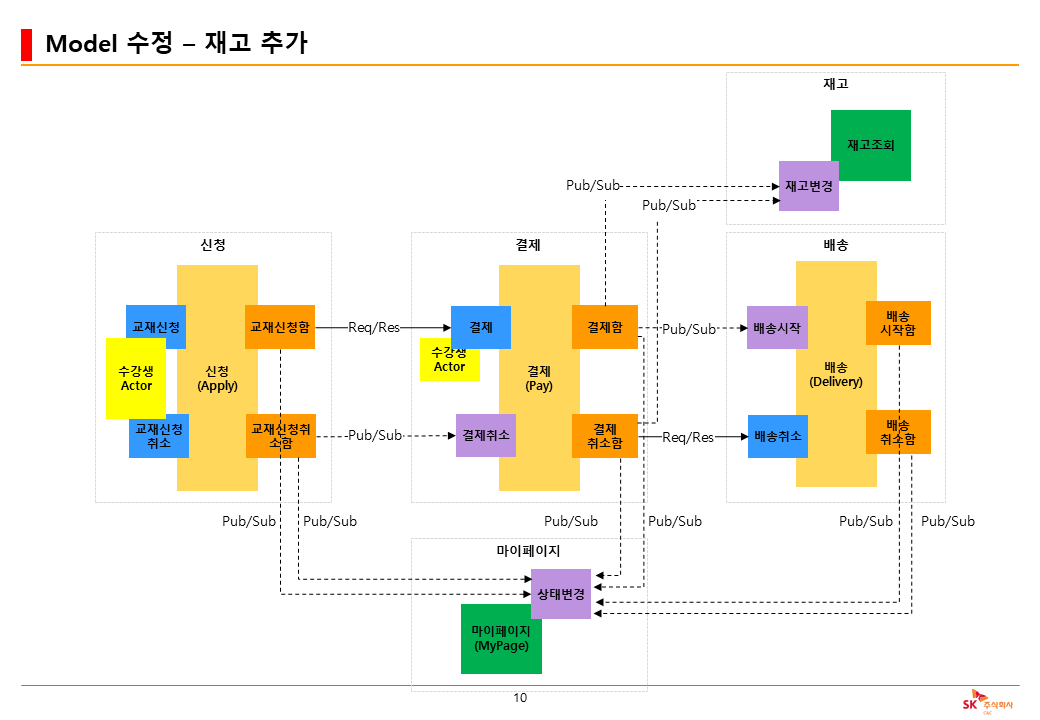 Model 수정 – 재고 추가
재고
재고조회
재고변경
Pub/Sub
Pub/Sub
신청
교재신청
교재신청함
수강생
Actor
신청
(Apply)
교재신청
취소
교재신청취
소함
Req/Res
Pub/Sub
결제
결제
결제함
수강생
Actor
결제
(Pay)
결제취소
결제
취소함
Pub/Sub
Req/Res
배송
배송시작
배송
시작함
배송
(Delivery)
배송취소
배송
취소함
Pub/Sub
Pub/Sub
Pub/Sub
Pub/Sub
Pub/Sub
Pub/Sub
마이페이지
상태변경
마이페이지
(MyPage)
10
SK 주식회사
C&C